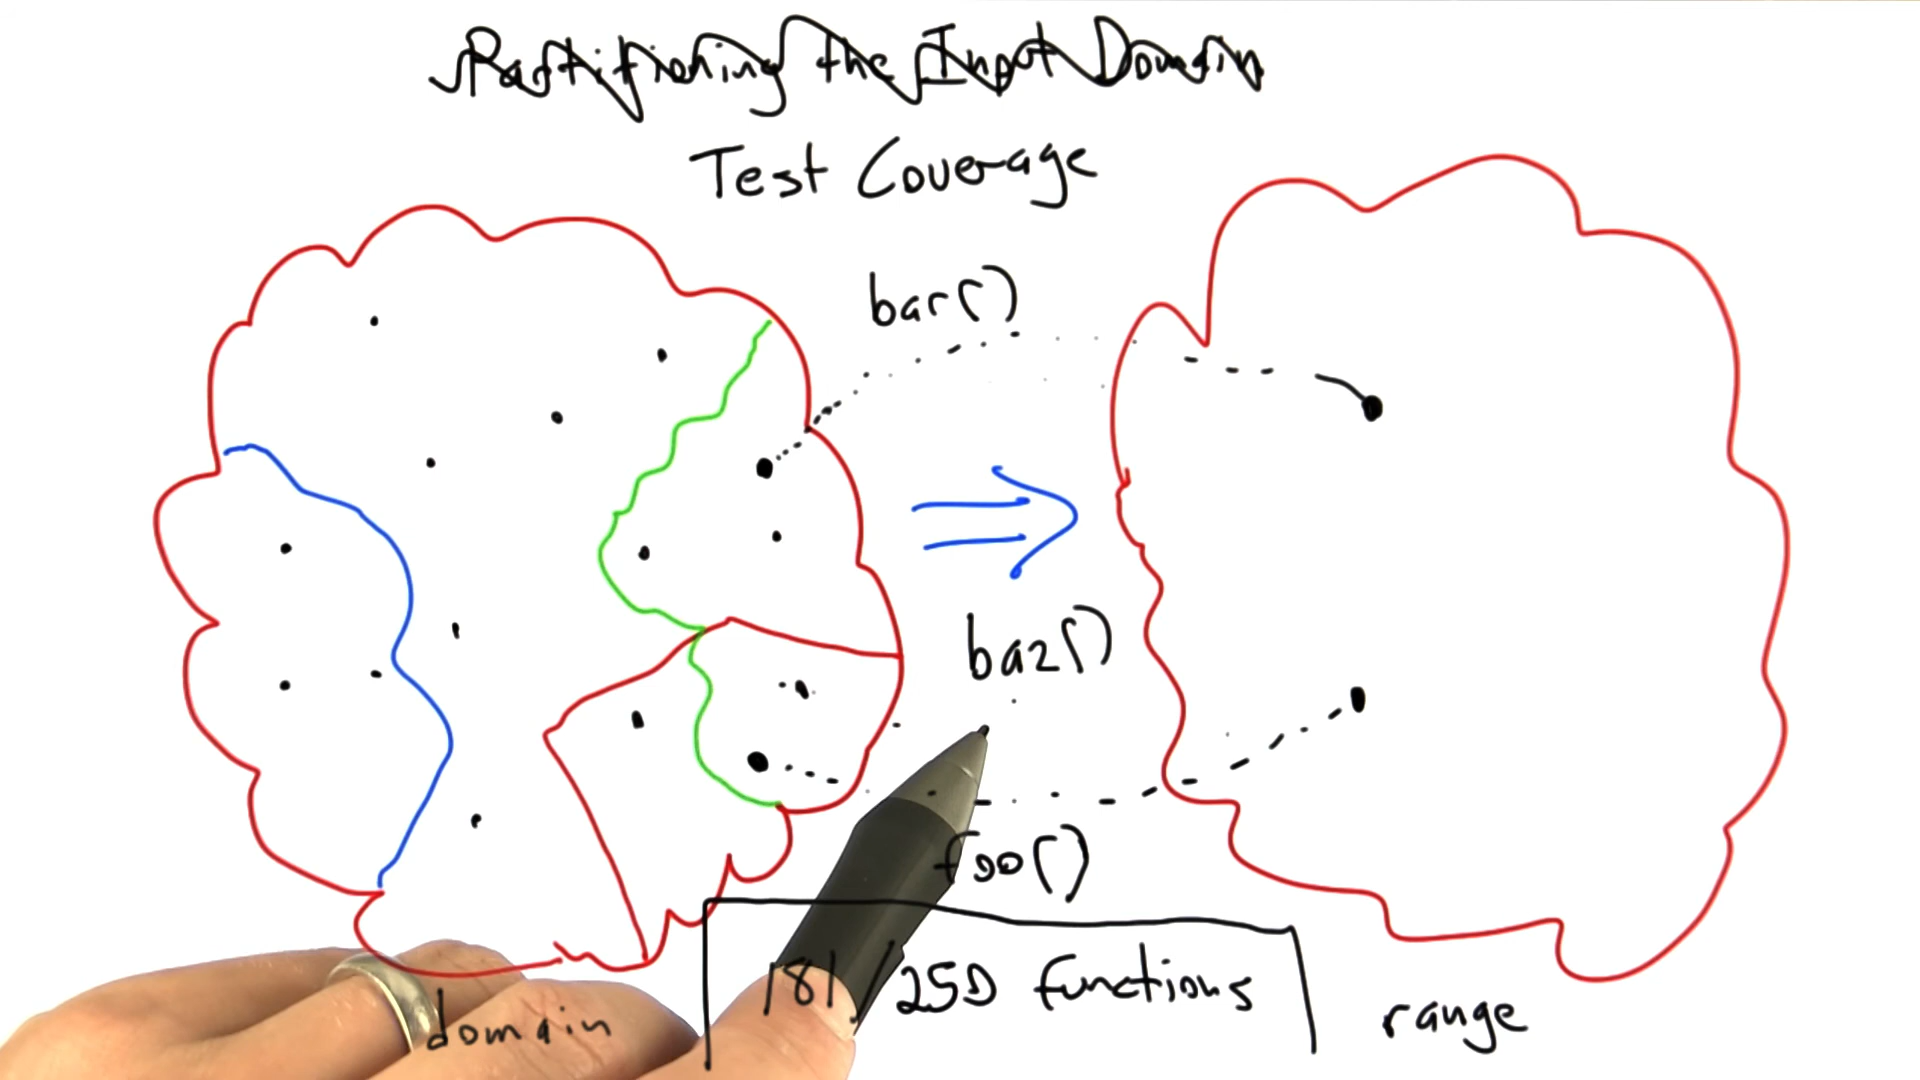 Partitioning the Input Domain
Test Coverage
bar()
baz()
foo()
181/250 functions
domain
range